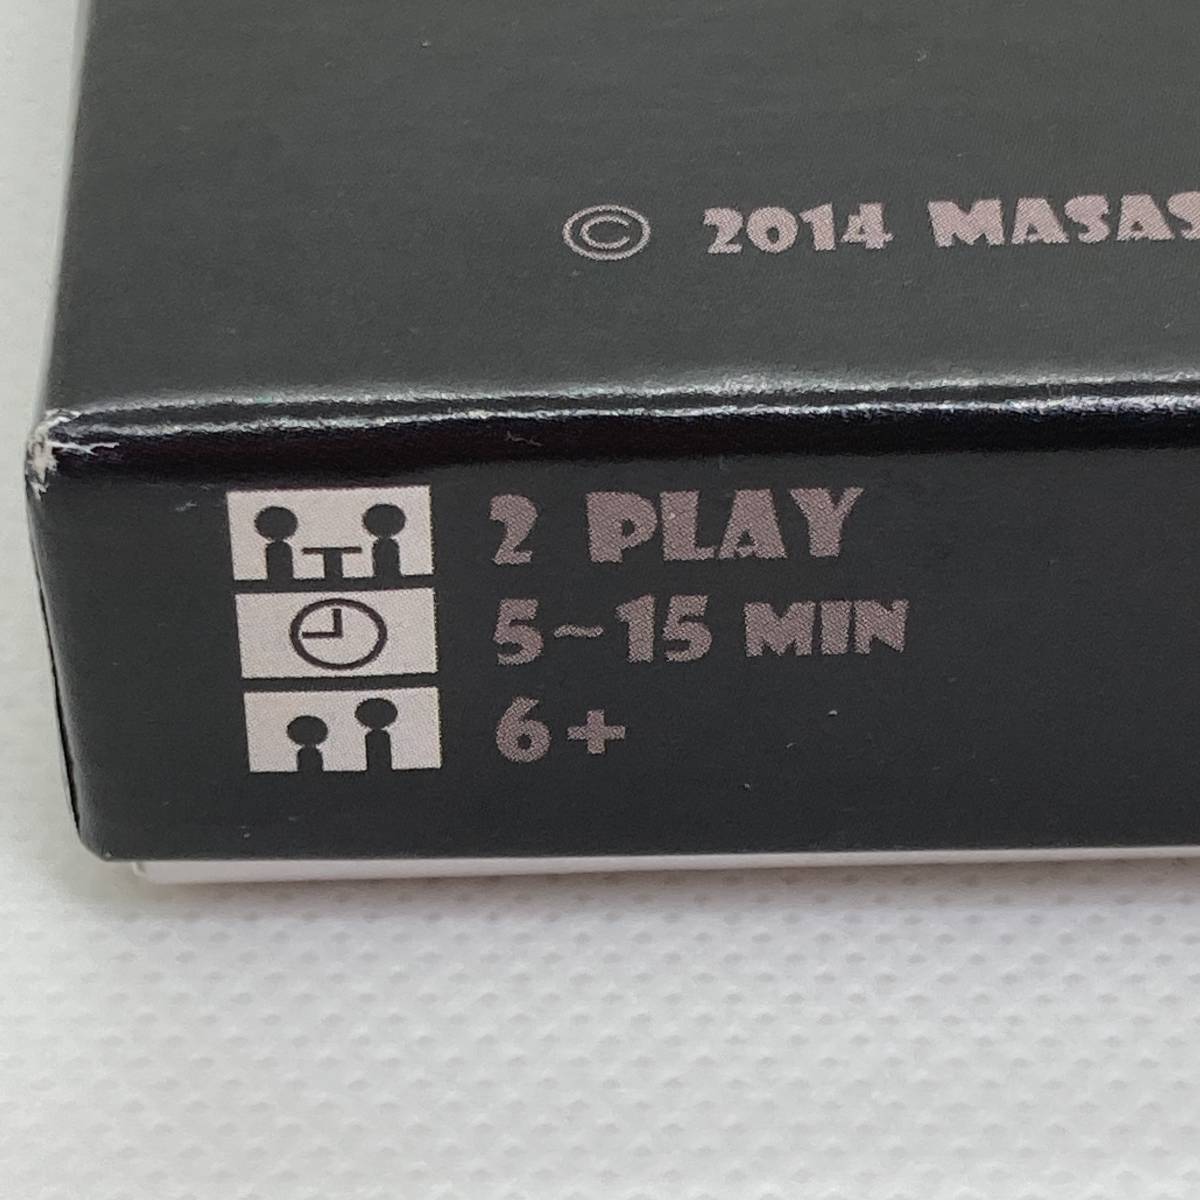 © 2014 MASAS
2 PLAY
5~15 MIN
6+